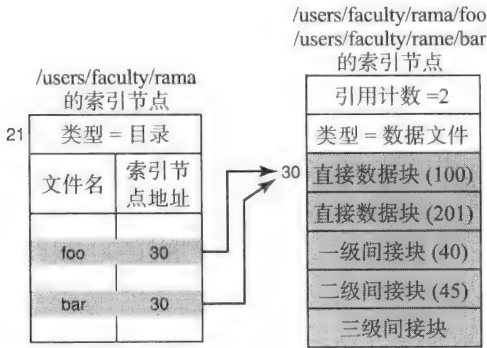 /users/faculty/rama/foo
/users/faculty/rame/bar
的索引节点
引用计数 =2
类型 = 数据文件
30
直接数据块 (100)
直接数据块 (201)
一级间接块 (40)
二级间接块 (45)
三级间接块
/users/faculty/rama
的索引节点
21
类型 = 目录
文件名
索引节
点地址
foo 30
bar 30